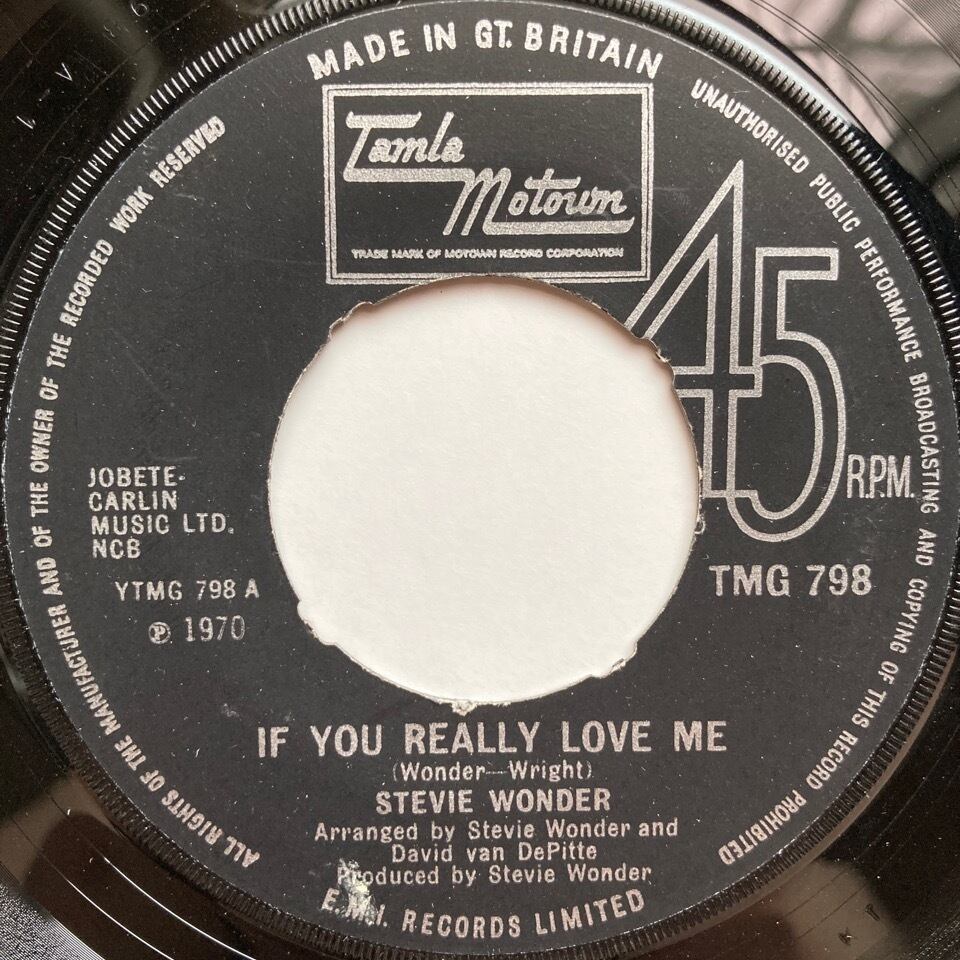 MADE IN GT. BRITAIN
Tamla
Motown
TRADE MARK OF MOTOWN RECORD CORPORATION
UNAUTHORISED PUBLIC PERFORMANCE BROADCASTING AND COPYING OF THIS RECORD PROHIBITED
ALL RIGHTS OF THE MANUFACTURER AND OF THE OWNER OF THE RECORDED WORK RESERVED
45
R.P.M.
JOBETE-
CARLIN
MUSIC LTD.
NCB
YTMG 798 A
℗ 1970
TMG 798
IF YOU REALLY LOVE ME
(Wonder—Wright)
STEVIE WONDER
Arranged by Stevie Wonder and
David van DePitte
Produced by Stevie Wonder
E.M.I. RECORDS LIMITED